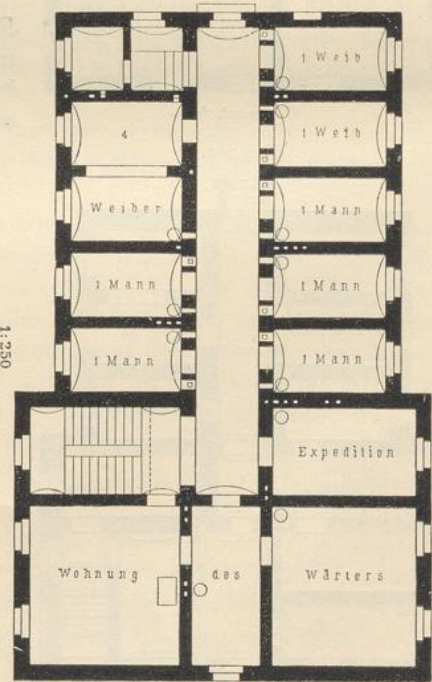 1 Weib
4
1 Weib
Weiber
1 Mann
1 Mann
1 Mann
1 Mann
1 Mann
1:250
Expedition
Wohnung des Wärters